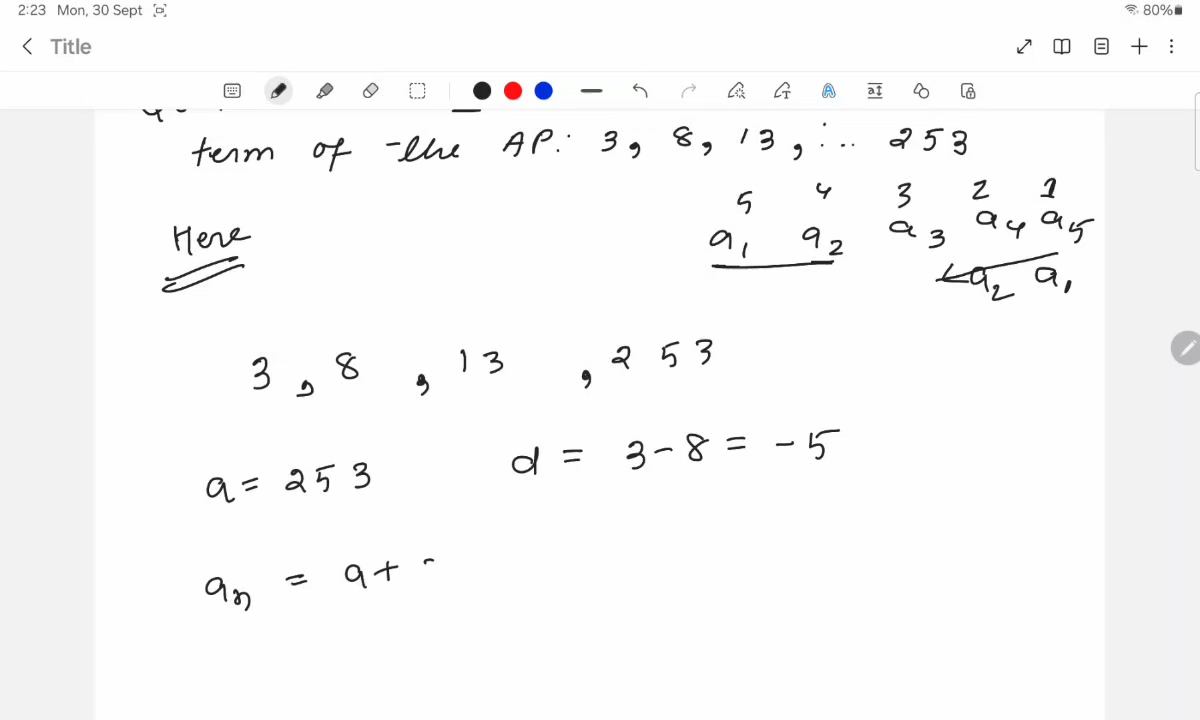 2:23 Mon, 30 Sept 80%
Title
term of the AP: 3, 8, 13, ... 253
5 4 3 2 1
Here a1 a2 a3 a4 a5
a2 a1
3, 8, 13, 253
a = 253 d = 3-8 = -5
an = a+